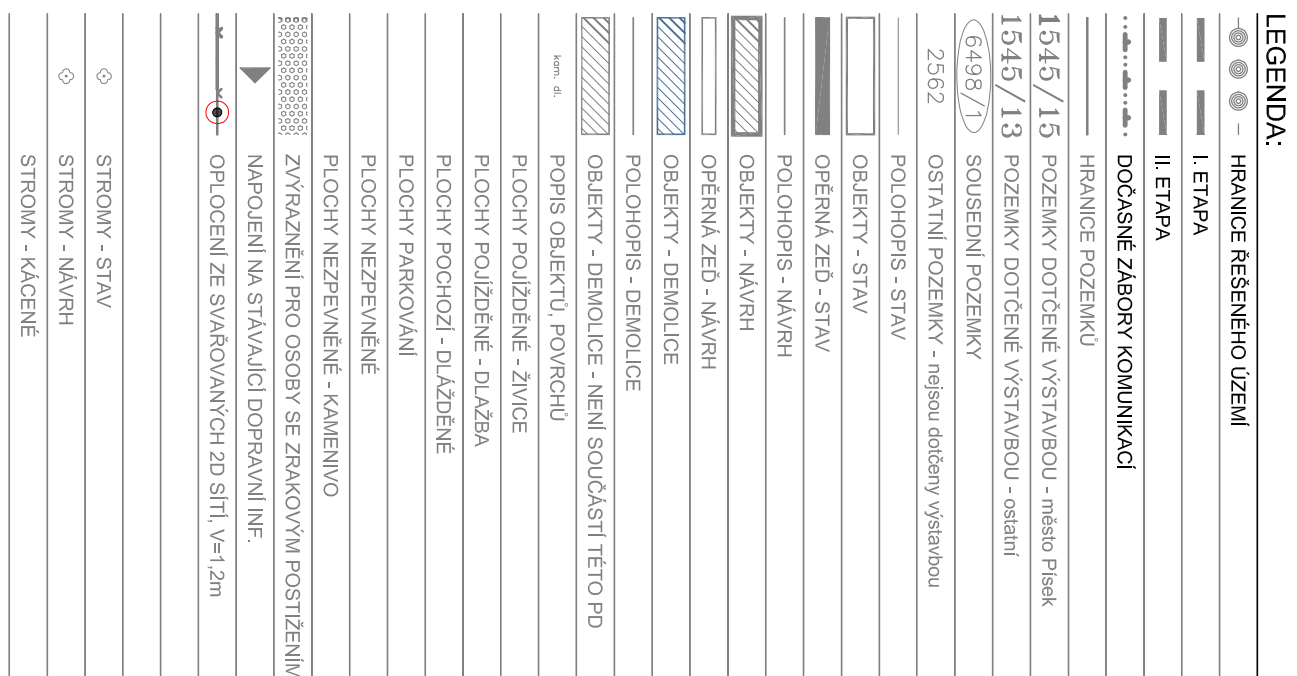 LEGENDA:
HRANICE ŘEŠENÉHO ÚZEMÍ
I. ETAPA
II. ETAPA
DOČASNÉ ZÁBORY KOMUNIKACÍ
HRANICE POZEMKŮ
1545/15 POZEMKY DOTČENÉ VÝSTAVBOU - město Písek
1545/13 POZEMKY DOTČENÉ VÝSTAVBOU - ostatní
6498/1 SOUSEDNÍ POZEMKY
2562 OSTATNÍ POZEMKY - nejsou dotčeny výstavbou
POLOHOPIS - STAV
OBJEKTY - STAV
OPĚRNÁ ZEĎ - STAV
POLOHOPIS - NÁVRH
OBJEKTY - NÁVRH
OPĚRNÁ ZEĎ - NÁVRH
OBJEKTY - DEMOLICE
POLOHOPIS - DEMOLICE
OBJEKTY - DEMOLICE - NENÍ SOUČÁSTÍ TÉTO PD
kam. dl. POPIS OBJEKTŮ, POVRCHŮ
PLOCHY POJÍŽDĚNÉ - ŽIVICE
PLOCHY POJÍŽDĚNÉ - DLAŽBA
PLOCHY POCHOZÍ - DLÁŽDĚNÉ
PLOCHY PARKOVÁNÍ
PLOCHY NEZPEVNĚNÉ
PLOCHY NEZPEVNĚNÉ - KAMENIVO
ZVÝRAZNĚNÍ PRO OSOBY SE ZRAKOVÝM POSTIŽENÍM
NAPOJENÍ NA STÁVAJÍCÍ DOPRAVNÍ INF.
OPLOCENÍ ZE SVAŘOVANÝCH 2D SÍTÍ, V=1,2m
STROMY - STAV
STROMY - NÁVRH
STROMY - KÁCENÉ